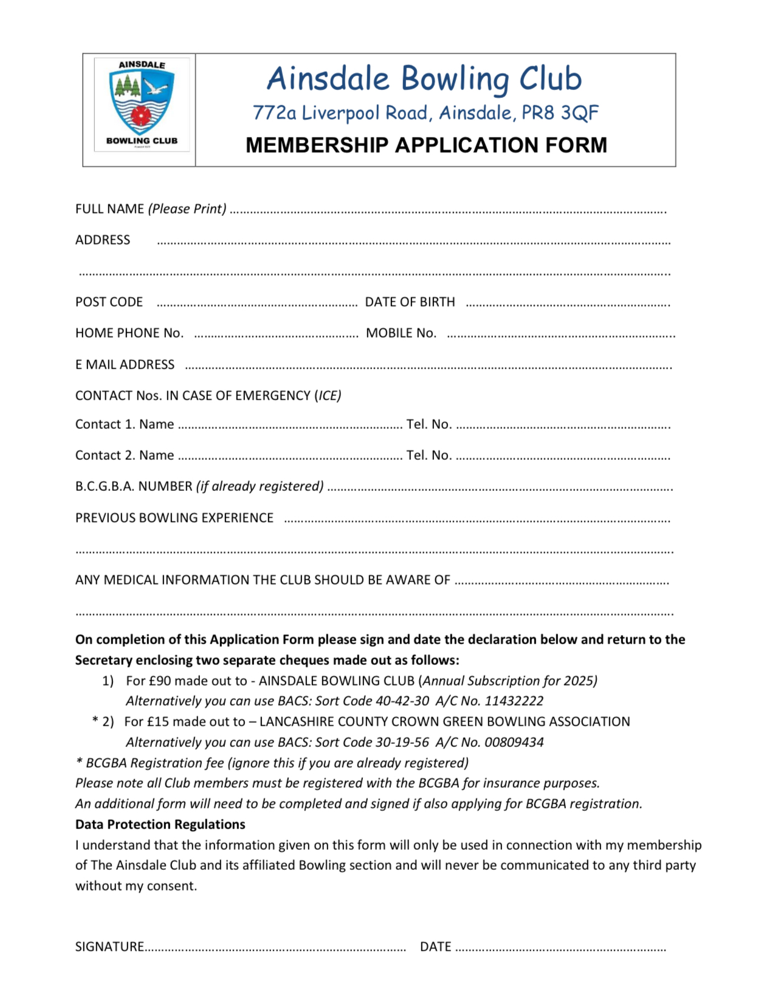 AINSDALE
BOWLING CLUB
Ainsdale Bowling Club
772a Liverpool Road, Ainsdale, PR8 3QF
MEMBERSHIP APPLICATION FORM
FULL NAME (Please Print) ……………………………………………………………………………………………………………….
ADDRESS ……………………………………………………………………………………………………………………………………
………………………………………………………………………………………………………………………………………………………..
POST CODE …………………………………………………… DATE OF BIRTH …………………………………………………….
HOME PHONE No. …………………………………………. MOBILE No. …………………………………………………………..
E MAIL ADDRESS …………………………………………………………………………………………………………………………….
CONTACT Nos. IN CASE OF EMERGENCY (ICE)
Contact 1. Name …………………………………………………………. Tel. No. ……………………………………………………….
Contact 2. Name …………………………………………………………. Tel. No. ……………………………………………………….
B.C.G.B.A. NUMBER (if already registered) ………………………………………………………………………………………….
PREVIOUS BOWLING EXPERIENCE …………………………………………………………………………………………………….
…………………………………………………………………………………………………………………………………………………………….
ANY MEDICAL INFORMATION THE CLUB SHOULD BE AWARE OF ……………………………………………………….
…………………………………………………………………………………………………………………………………………………………….
On completion of this Application Form please sign and date the declaration below and return to the
Secretary enclosing two separate cheques made out as follows:
1) For £90 made out to - AINSDALE BOWLING CLUB (Annual Subscription for 2025)
Alternatively you can use BACS: Sort Code 40-42-30 A/C No. 11432222
* 2) For £15 made out to – LANCASHIRE COUNTY CROWN GREEN BOWLING ASSOCIATION
Alternatively you can use BACS: Sort Code 30-19-56 A/C No. 00809434
* BCGBA Registration fee (ignore this if you are already registered)
Please note all Club members must be registered with the BCGBA for insurance purposes.
An additional form will need to be completed and signed if also applying for BCGBA registration.
Data Protection Regulations
I understand that the information given on this form will only be used in connection with my membership
of The Ainsdale Club and its affiliated Bowling section and will never be communicated to any third party
without my consent.
SIGNATURE…………………………………………………………………… DATE ………………………………………………………